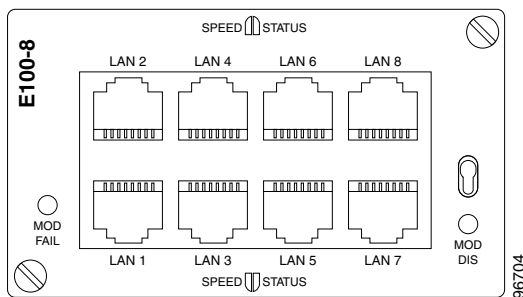 SPEED STATUS
E100-8
LAN 2 LAN 4 LAN 6 LAN 8
MOD
FAIL
MOD
DIS
LAN 1 LAN 3 LAN 5 LAN 7
SPEED STATUS
96704